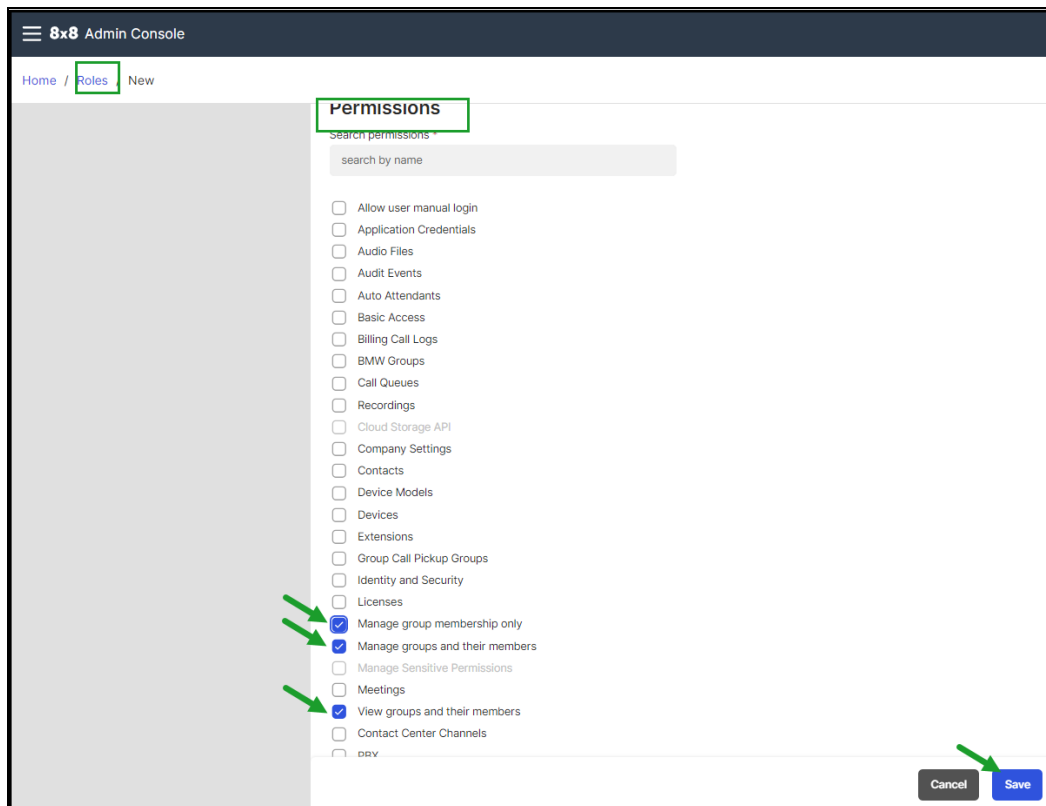 8x8 Admin Console
Home / Roles / New
Permissions
Search permissions *
search by name
Allow user manual login
Application Credentials
Audio Files
Audit Events
Auto Attendants
Basic Access
Billing Call Logs
BMW Groups
Call Queues
Recordings
Cloud Storage API
Company Settings
Contacts
Device Models
Devices
Extensions
Group Call Pickup Groups
Identity and Security
Licenses
Manage group membership only
Manage groups and their members
Manage Sensitive Permissions
Meetings
View groups and their members
Contact Center Channels
PBX
Cancel Save